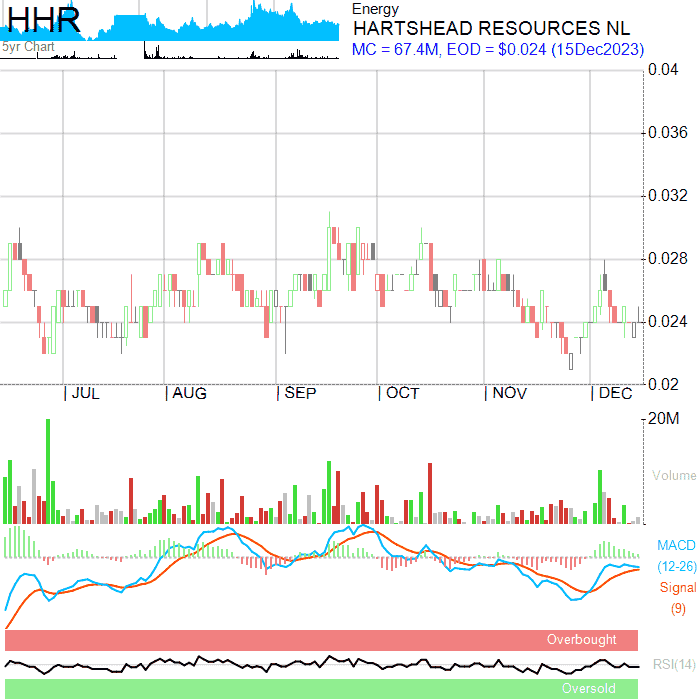 HHR
5yr Chart
Energy
HARTSHEAD RESOURCES NL
MC = 67.4M, EOD = $0.024 (15Dec2023)
0.04
0.036
0.032
0.028
0.024
0.02
JUL AUG SEP OCT NOV DEC
20M
Volume
MACD
(12-26)
Signal
(9)
Overbought
RSI(14)
Oversold